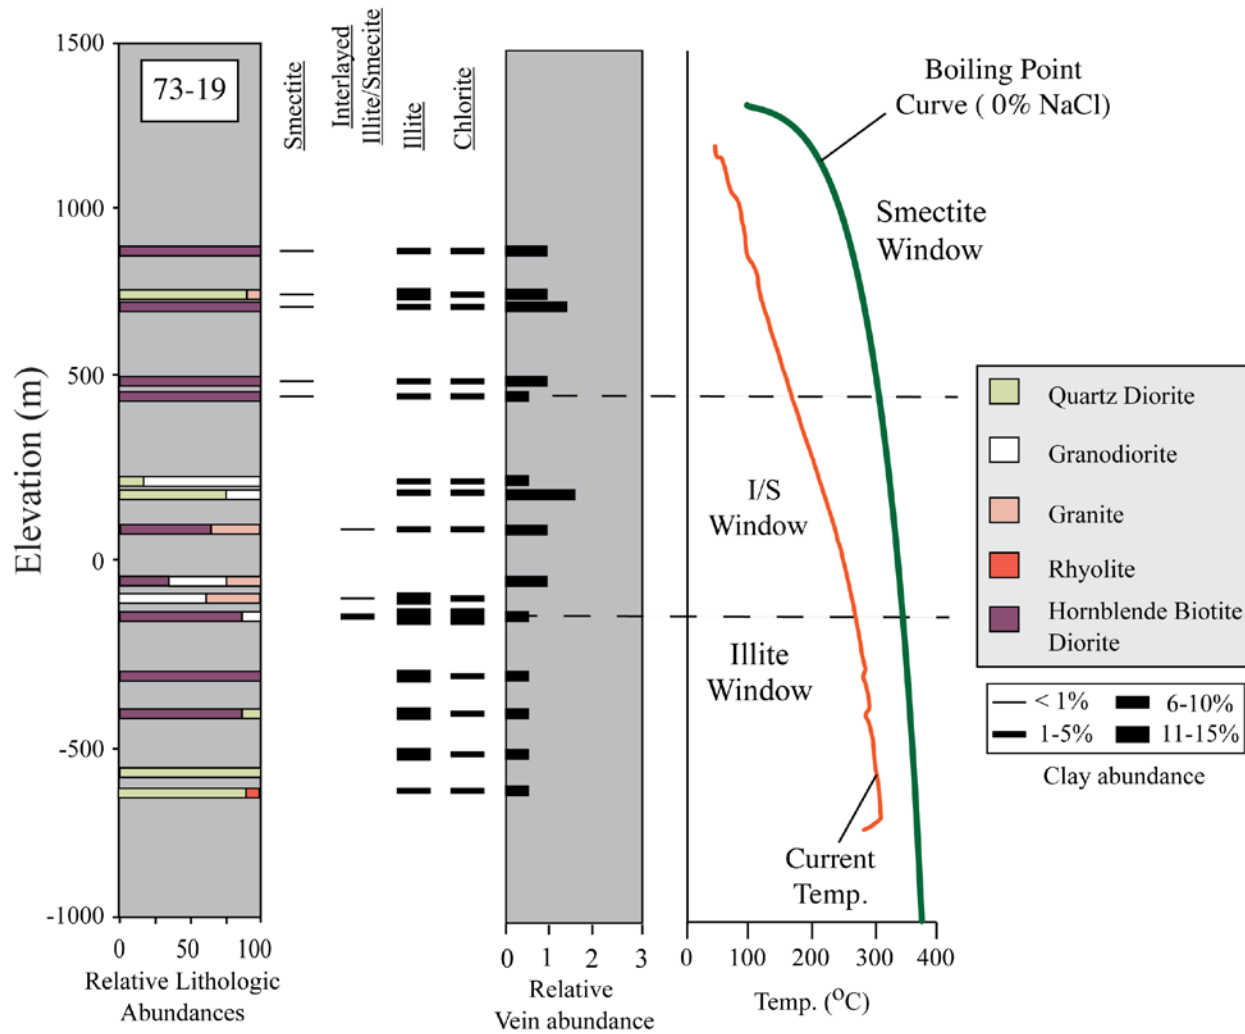 73-19
Smectite
Interlayed
Illite/Smecite
Illite
Chlorite
Elevation (m)
1500
1000
500
0
-500
-1000
0 50 100
Relative Lithologic
Abundances
0 1 2 3
Relative
Vein abundance
Boiling Point
Curve ( 0% NaCl)
Smectite
Window
I/S
Window
Illite
Window
Current
Temp.
0 100 200 300 400
Temp. (°C)
Quartz Diorite
Granodiorite
Granite
Rhyolite
Hornblende Biotite
Diorite
< 1% 6-10%
1-5% 11-15%
Clay abundance